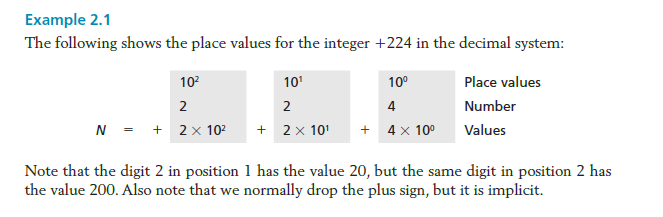 Example 2.1
The following shows the place values for the integer +224 in the decimal system:
10² 10¹ 10⁰ Place values
2 2 4 Number
N = + 2 × 10² + 2 × 10¹ + 4 × 10⁰ Values
Note that the digit 2 in position 1 has the value 20, but the same digit in position 2 has
the value 200. Also note that we normally drop the plus sign, but it is implicit.